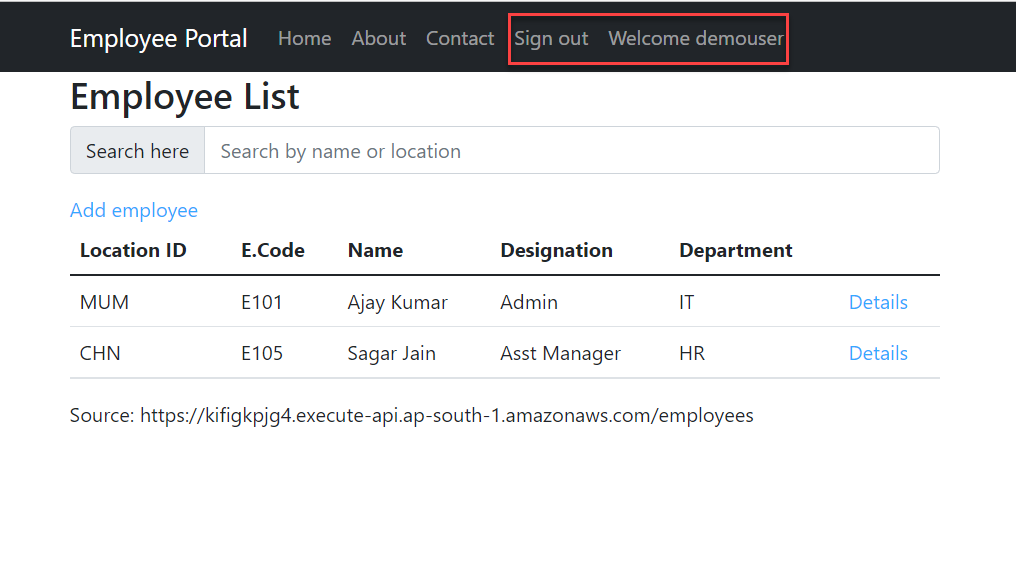 Employee Portal Home About Contact Sign out Welcome demouser
Employee List
Search here Search by name or location
Add employee
Location ID E.Code Name Designation Department
MUM E101 Ajay Kumar Admin IT Details
CHN E105 Sagar Jain Asst Manager HR Details
Source: https://kifigkpjg4.execute-api.ap-south-1.amazonaws.com/employees